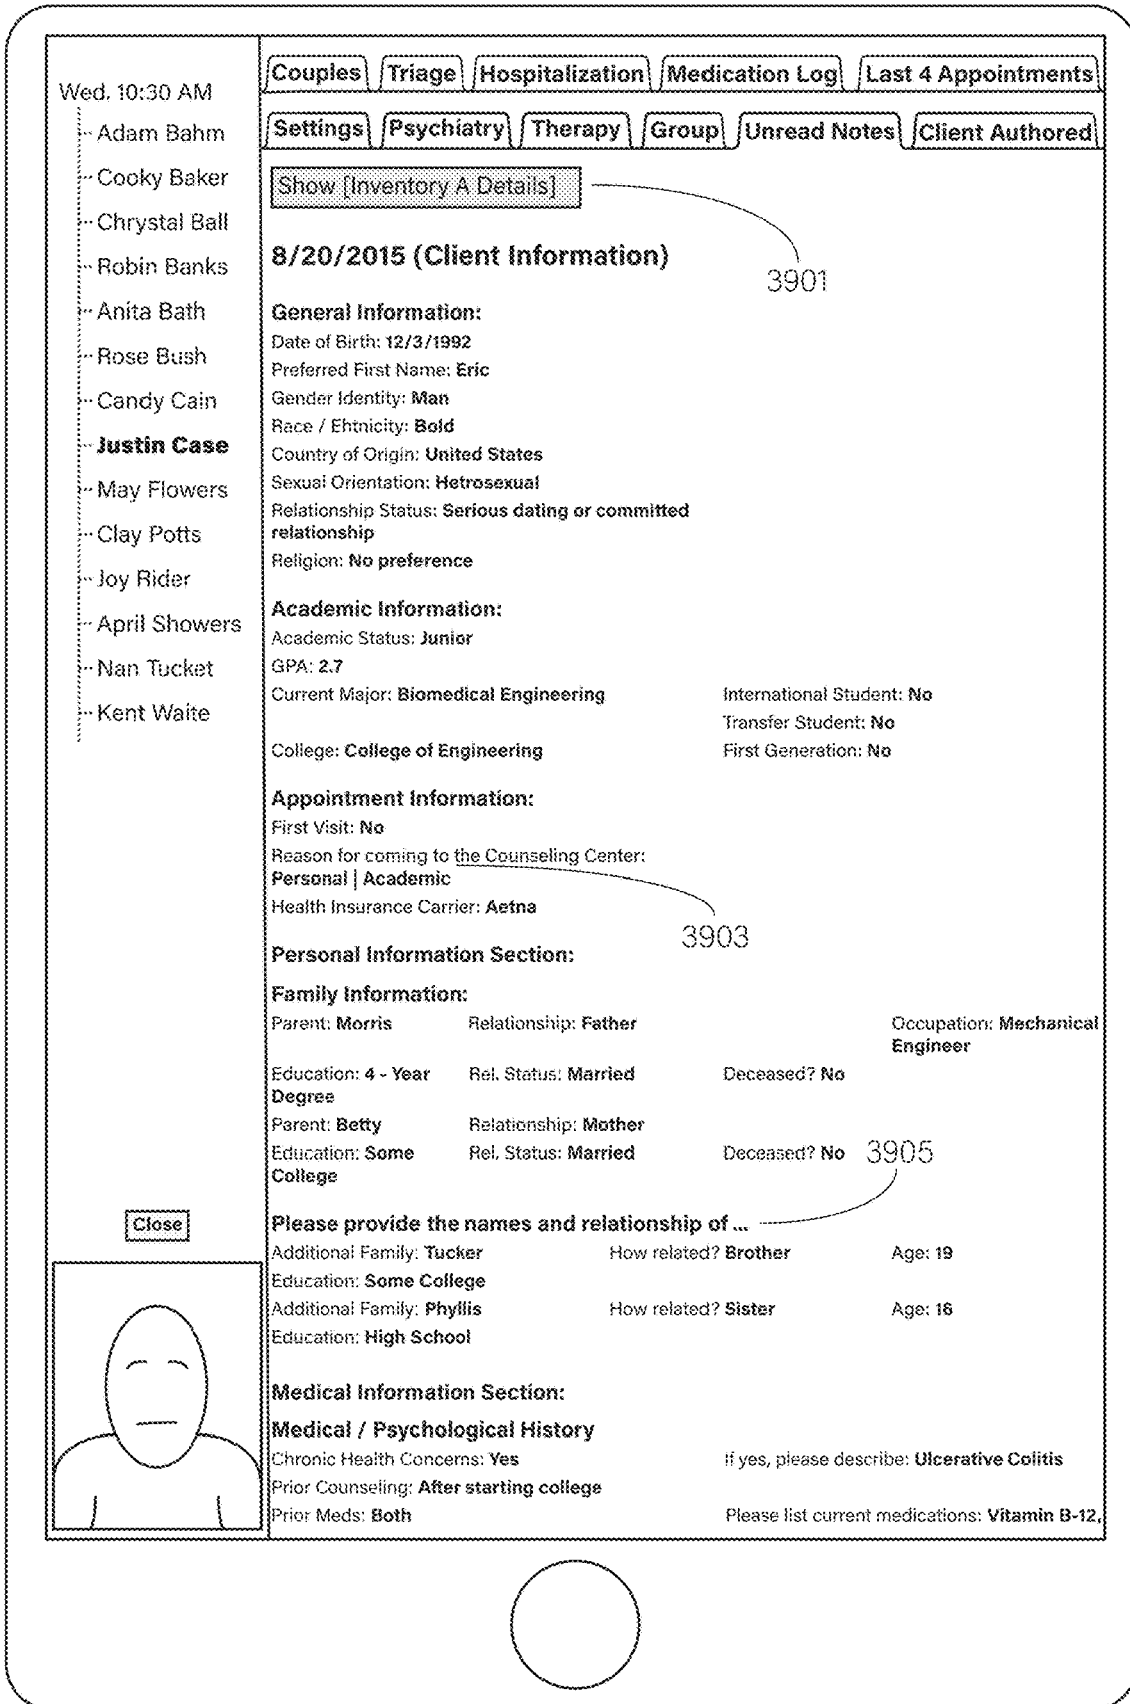 Wed. 10:30 AM
Adam Bahm
Cooky Baker
Chrystal Ball
Robin Banks
Anita Bath
Rose Bush
Candy Cain
Justin Case
May Flowers
Clay Potts
Joy Rider
April Showers
Nan Tucket
Kent Waite
Close
Couples Triage Hospitalization Medication Log Last 4 Appointments
Settings Psychiatry Therapy Group Unread Notes Client Authored
Show [Inventory A Details]
3901
8/20/2015 (Client Information)
General Information:
Date of Birth: 12/3/1992
Preferred First Name: Eric
Gender Identity: Man
Race / Ehtnicity: Bold
Country of Origin: United States
Sexual Orientation: Hetrosexual
Relationship Status: Serious dating or committed
relationship
Religion: No preference
Academic Information:
Academic Status: Junior
GPA: 2.7
Current Major: Biomedical Engineering International Student: No
Transfer Student: No
College: College of Engineering First Generation: No
Appointment Information:
First Visit: No
Reason for coming to the Counseling Center:
Personal | Academic
Health Insurance Carrier: Aetna
3903
Personal Information Section:
Family Information:
Parent: Morris Relationship: Father Occupation: Mechanical
Engineer
Education: 4 - Year Rel. Status: Married Deceased? No
Degree
Parent: Betty Relationship: Mother
Education: Some Rel. Status: Married Deceased? No 3905
College
Please provide the names and relationship of ...
Additional Family: Tucker How related? Brother Age: 19
Education: Some College
Additional Family: Phyllis How related? Sister Age: 16
Education: High School
Medical Information Section:
Medical / Psychological History
Chronic Health Concerns: Yes If yes, please describe: Ulcerative Colitis
Prior Counseling: After starting college
Prior Meds: Both Please list current medications: Vitamin B-12,